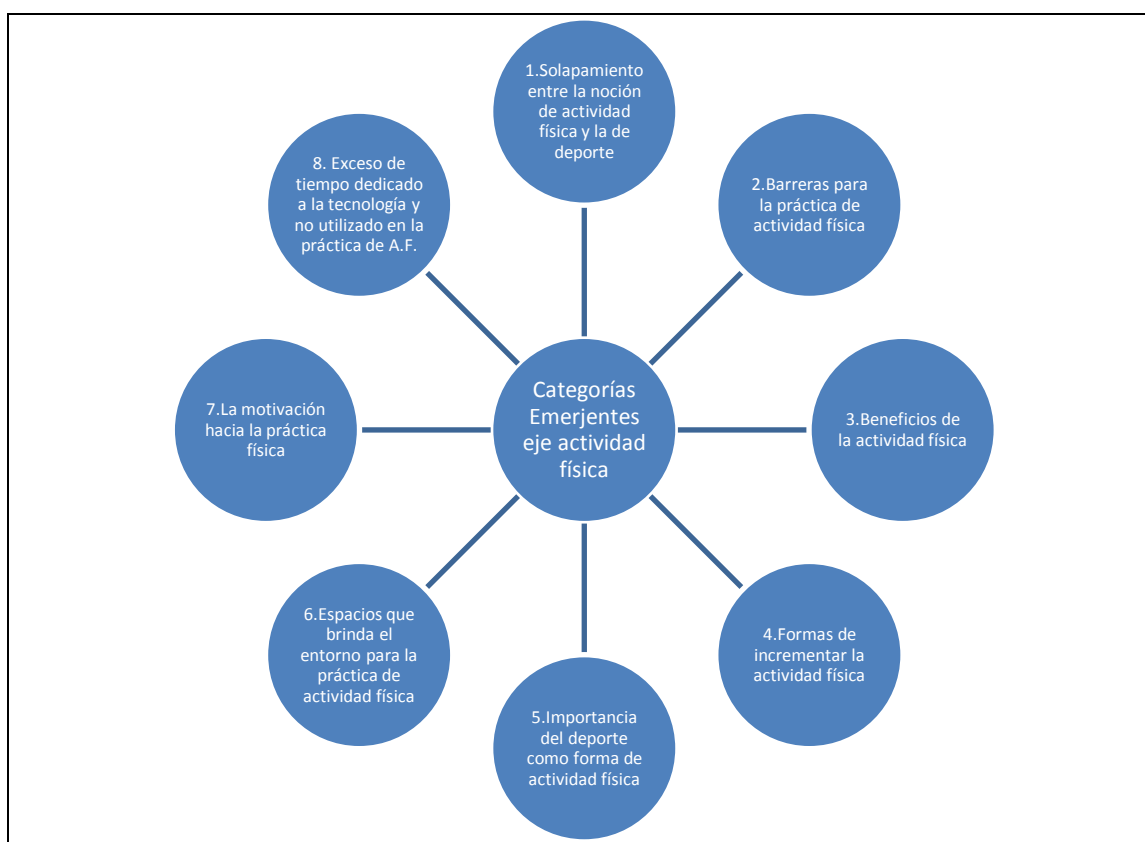 1.Solapamiento
entre la noción
de actividad
física y la de
deporte
2.Barreras para
la práctica de
actividad física
3.Beneficios de
la actividad física
4.Formas de
incrementar la
actividad física
5.Importancia
del deporte
como forma de
actividad física
6.Espacios que
brinda el
entorno para la
práctica de
actividad física
7.La motivación
hacia la práctica
física
8. Exceso de
tiempo dedicado
a la tecnología y
no utilizado en la
práctica de A.F.
Categorías
Emerjentes
eje actividad
física